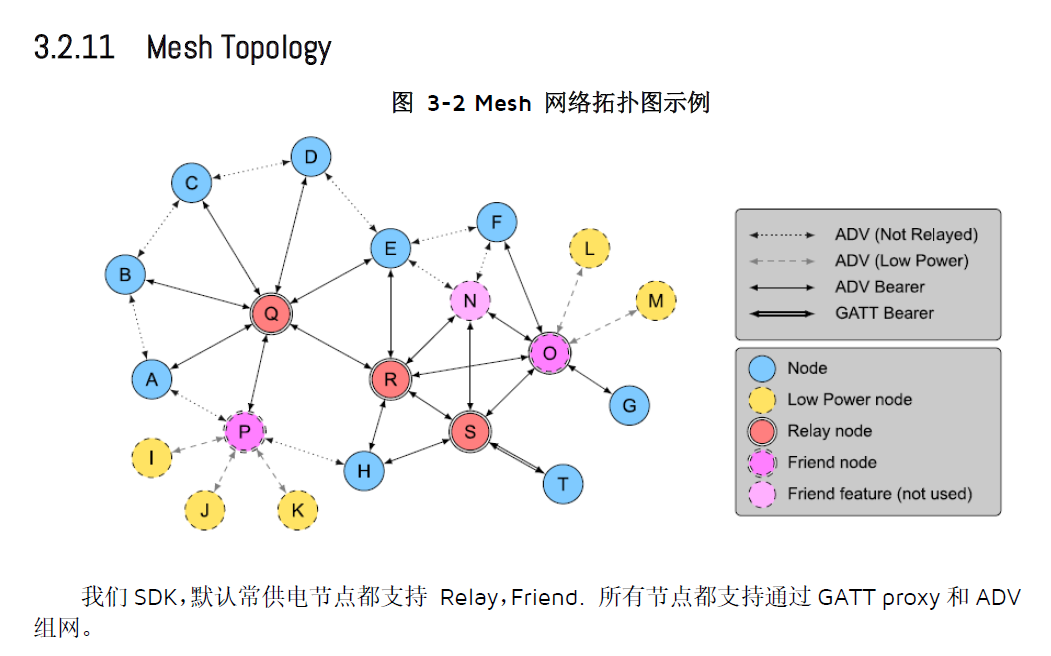 3.2.11 Mesh Topology
图 3-2 Mesh 网络拓扑图示例
D
C
F
E
L
B
N
M
Q
O
A
R
G
P
S
I
H
T
J
K
ADV (Not Relayed)
ADV (Low Power)
ADV Bearer
GATT Bearer
Node
Low Power node
Relay node
Friend node
Friend feature (not used)
我们 SDK,默认常供电节点都支持 Relay,Friend. 所有节点都支持通过 GATT proxy 和 ADV
组网。